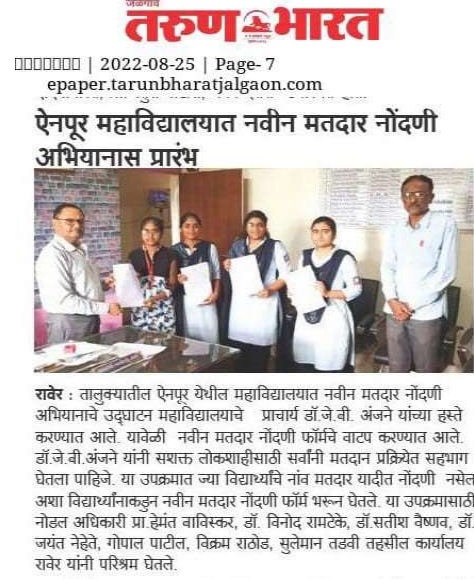 जळगाव
तरुण भारत
| 2022-08-25 | Page- 7
epaper.tarunbharatjalgaon.com
ऐनपूर महाविद्यालयात नवीन मतदार नोंदणी
अभियानास प्रारंभ
रावेर : तालुक्यातील ऐनपूर येथील महाविद्यालयात नवीन मतदार नोंदणी
अभियानाचे उद्घाटन महाविद्यालयाचे प्राचार्य डॉ.जे.वी. अंजने यांच्या हस्ते
करण्यात आले. यावेळी नवीन मतदार नोंदणी फॉर्मचे वाटप करण्यात आले.
डॉ.जे.वी.अंजने यांनी सशक्त लोकशाहीसाठी सर्वांनी मतदान प्रक्रियेत सहभाग
घेतला पाहिजे. या उपक्रमात ज्या विद्यार्थ्यांचे नांव मतदार यादीत नोंदणी नसेल
अशा विद्यार्थ्यांनाकडुन नवीन मतदार नोंदणी फॉर्म भरून घेतले. या उपक्रमासाठी
नोडल अधिकारी प्रा.हेमंत बाविस्कर, डॉ. विनोद रामटेके, डॉ.सतीश वैष्णव, डॉ.
जयंत नेहेते, गोपाल पाटील, विक्रम राठोड, सुलेमान तडवी तहसील कार्यालय
रावेर यांनी परिश्रम घेतले.